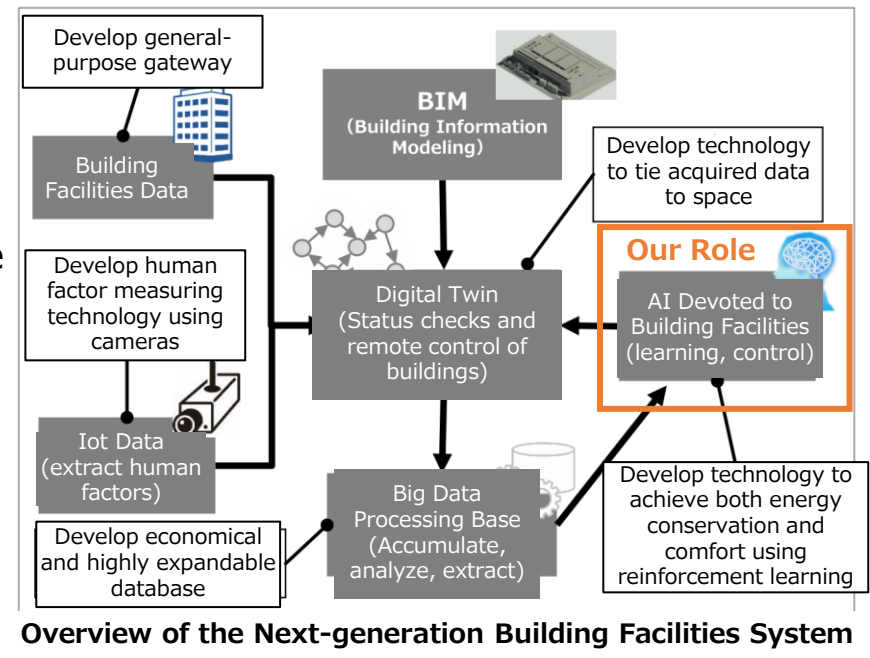 Develop general-
purpose gateway
Building
Facilities Data
BIM
(Building Information
Modeling)
Develop technology
to tie acquired data
to space
e
Develop human
factor measuring
technology using
cameras
Digital Twin
(Status checks and
remote control of
buildings)
Our Role
AI Devoted to
Building Facilities
(learning, control)
Iot Data
(extract human
factors)
Develop economical
and highly expandable
database
Big Data
Processing Base
(Accumulate,
analyze, extract)
Develop technology to
achieve both energy
conservation and
comfort using
reinforcement learning
Overview of the Next-generation Building Facilities System